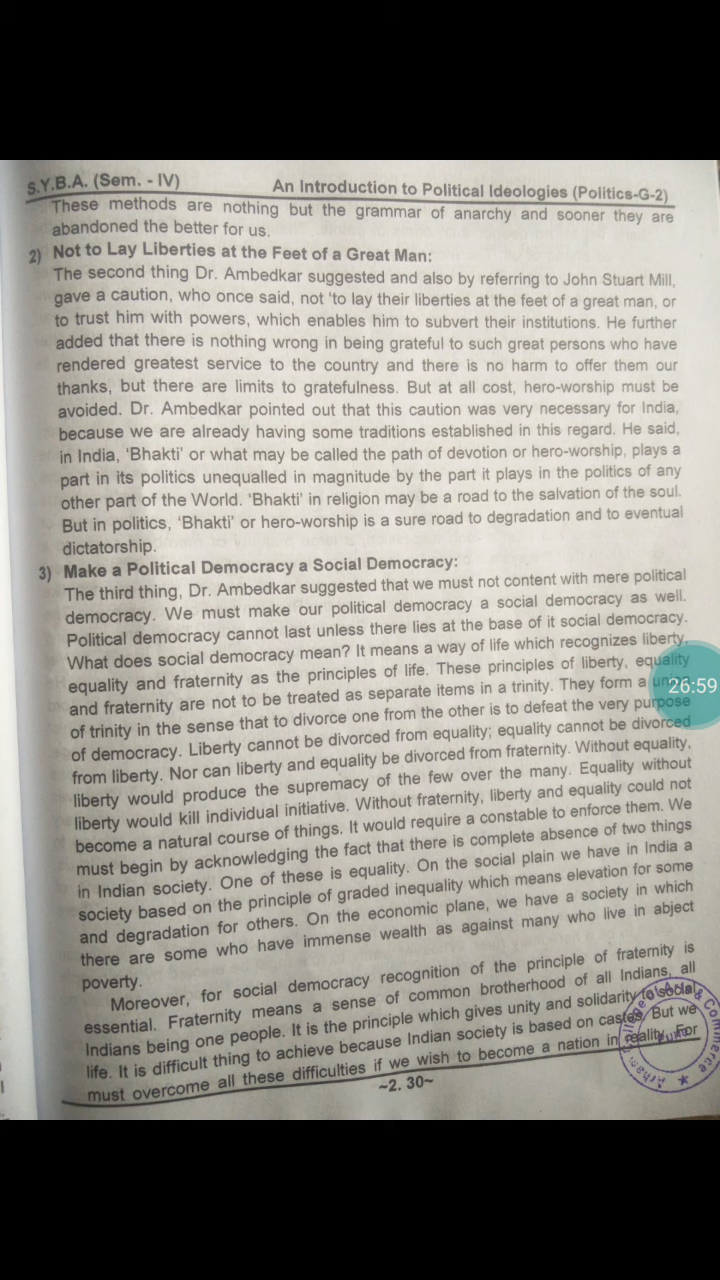 S.Y.B.A. (Sem. - IV) An Introduction to Political Ideologies (Politics-G-2)
These methods are nothing but the grammar of anarchy and sooner they are
abandoned the better for us.
2) Not to Lay Liberties at the Feet of a Great Man:
The second thing Dr. Ambedkar suggested and also by referring to John Stuart Mill,
gave a caution, who once said, not 'to lay their liberties at the feet of a great man, or
to trust him with powers, which enables him to subvert their institutions. He further
added that there is nothing wrong in being grateful to such great persons who have
rendered greatest service to the country and there is no harm to offer them our
thanks, but there are limits to gratefulness. But at all cost, hero-worship must be
avoided. Dr. Ambedkar pointed out that this caution was very necessary for India,
because we are already having some traditions established in this regard. He said,
in India, 'Bhakti' or what may be called the path of devotion or hero-worship, plays a
part in its politics unequalled in magnitude by the part it plays in the politics of any
other part of the World. 'Bhakti' in religion may be a road to the salvation of the soul.
But in politics, 'Bhakti' or hero-worship is a sure road to degradation and to eventual
dictatorship.
3) Make a Political Democracy a Social Democracy:
The third thing, Dr. Ambedkar suggested that we must not content with mere political
democracy. We must make our political democracy a social democracy as well.
Political democracy cannot last unless there lies at the base of it social democracy.
What does social democracy mean? It means a way of life which recognizes liberty,
equality and fraternity as the principles of life. These principles of liberty, equality
and fraternity are not to be treated as separate items in a trinity. They form a
26:59
of trinity in the sense that to divorce one from the other is to defeat the very purpose
of democracy. Liberty cannot be divorced from equality; equality cannot be divorced
from liberty. Nor can liberty and equality be divorced from fraternity. Without equality,
liberty would produce the supremacy of the few over the many. Equality without
liberty would kill individual initiative. Without fraternity, liberty and equality could not
become a natural course of things. It would require a constable to enforce them. We
must begin by acknowledging the fact that there is complete absence of two things
in Indian society. One of these is equality. On the social plain we have in India a
society based on the principle of graded inequality which means elevation for some
and degradation for others. On the economic plane, we have a society in which
there are some who have immense wealth as against many who live in abject
poverty.
Moreover, for social democracy recognition of the principle of fraternity is
essential. Fraternity means a sense of common brotherhood of all Indians, all
Indians being one people. It is the principle which gives unity and solidarity to social
life. It is difficult thing to achieve because Indian society is based on castes. But we
must overcome all these difficulties if we wish to become a nation in reality. For
~2. 30~
Arham College of Arts & Commerce